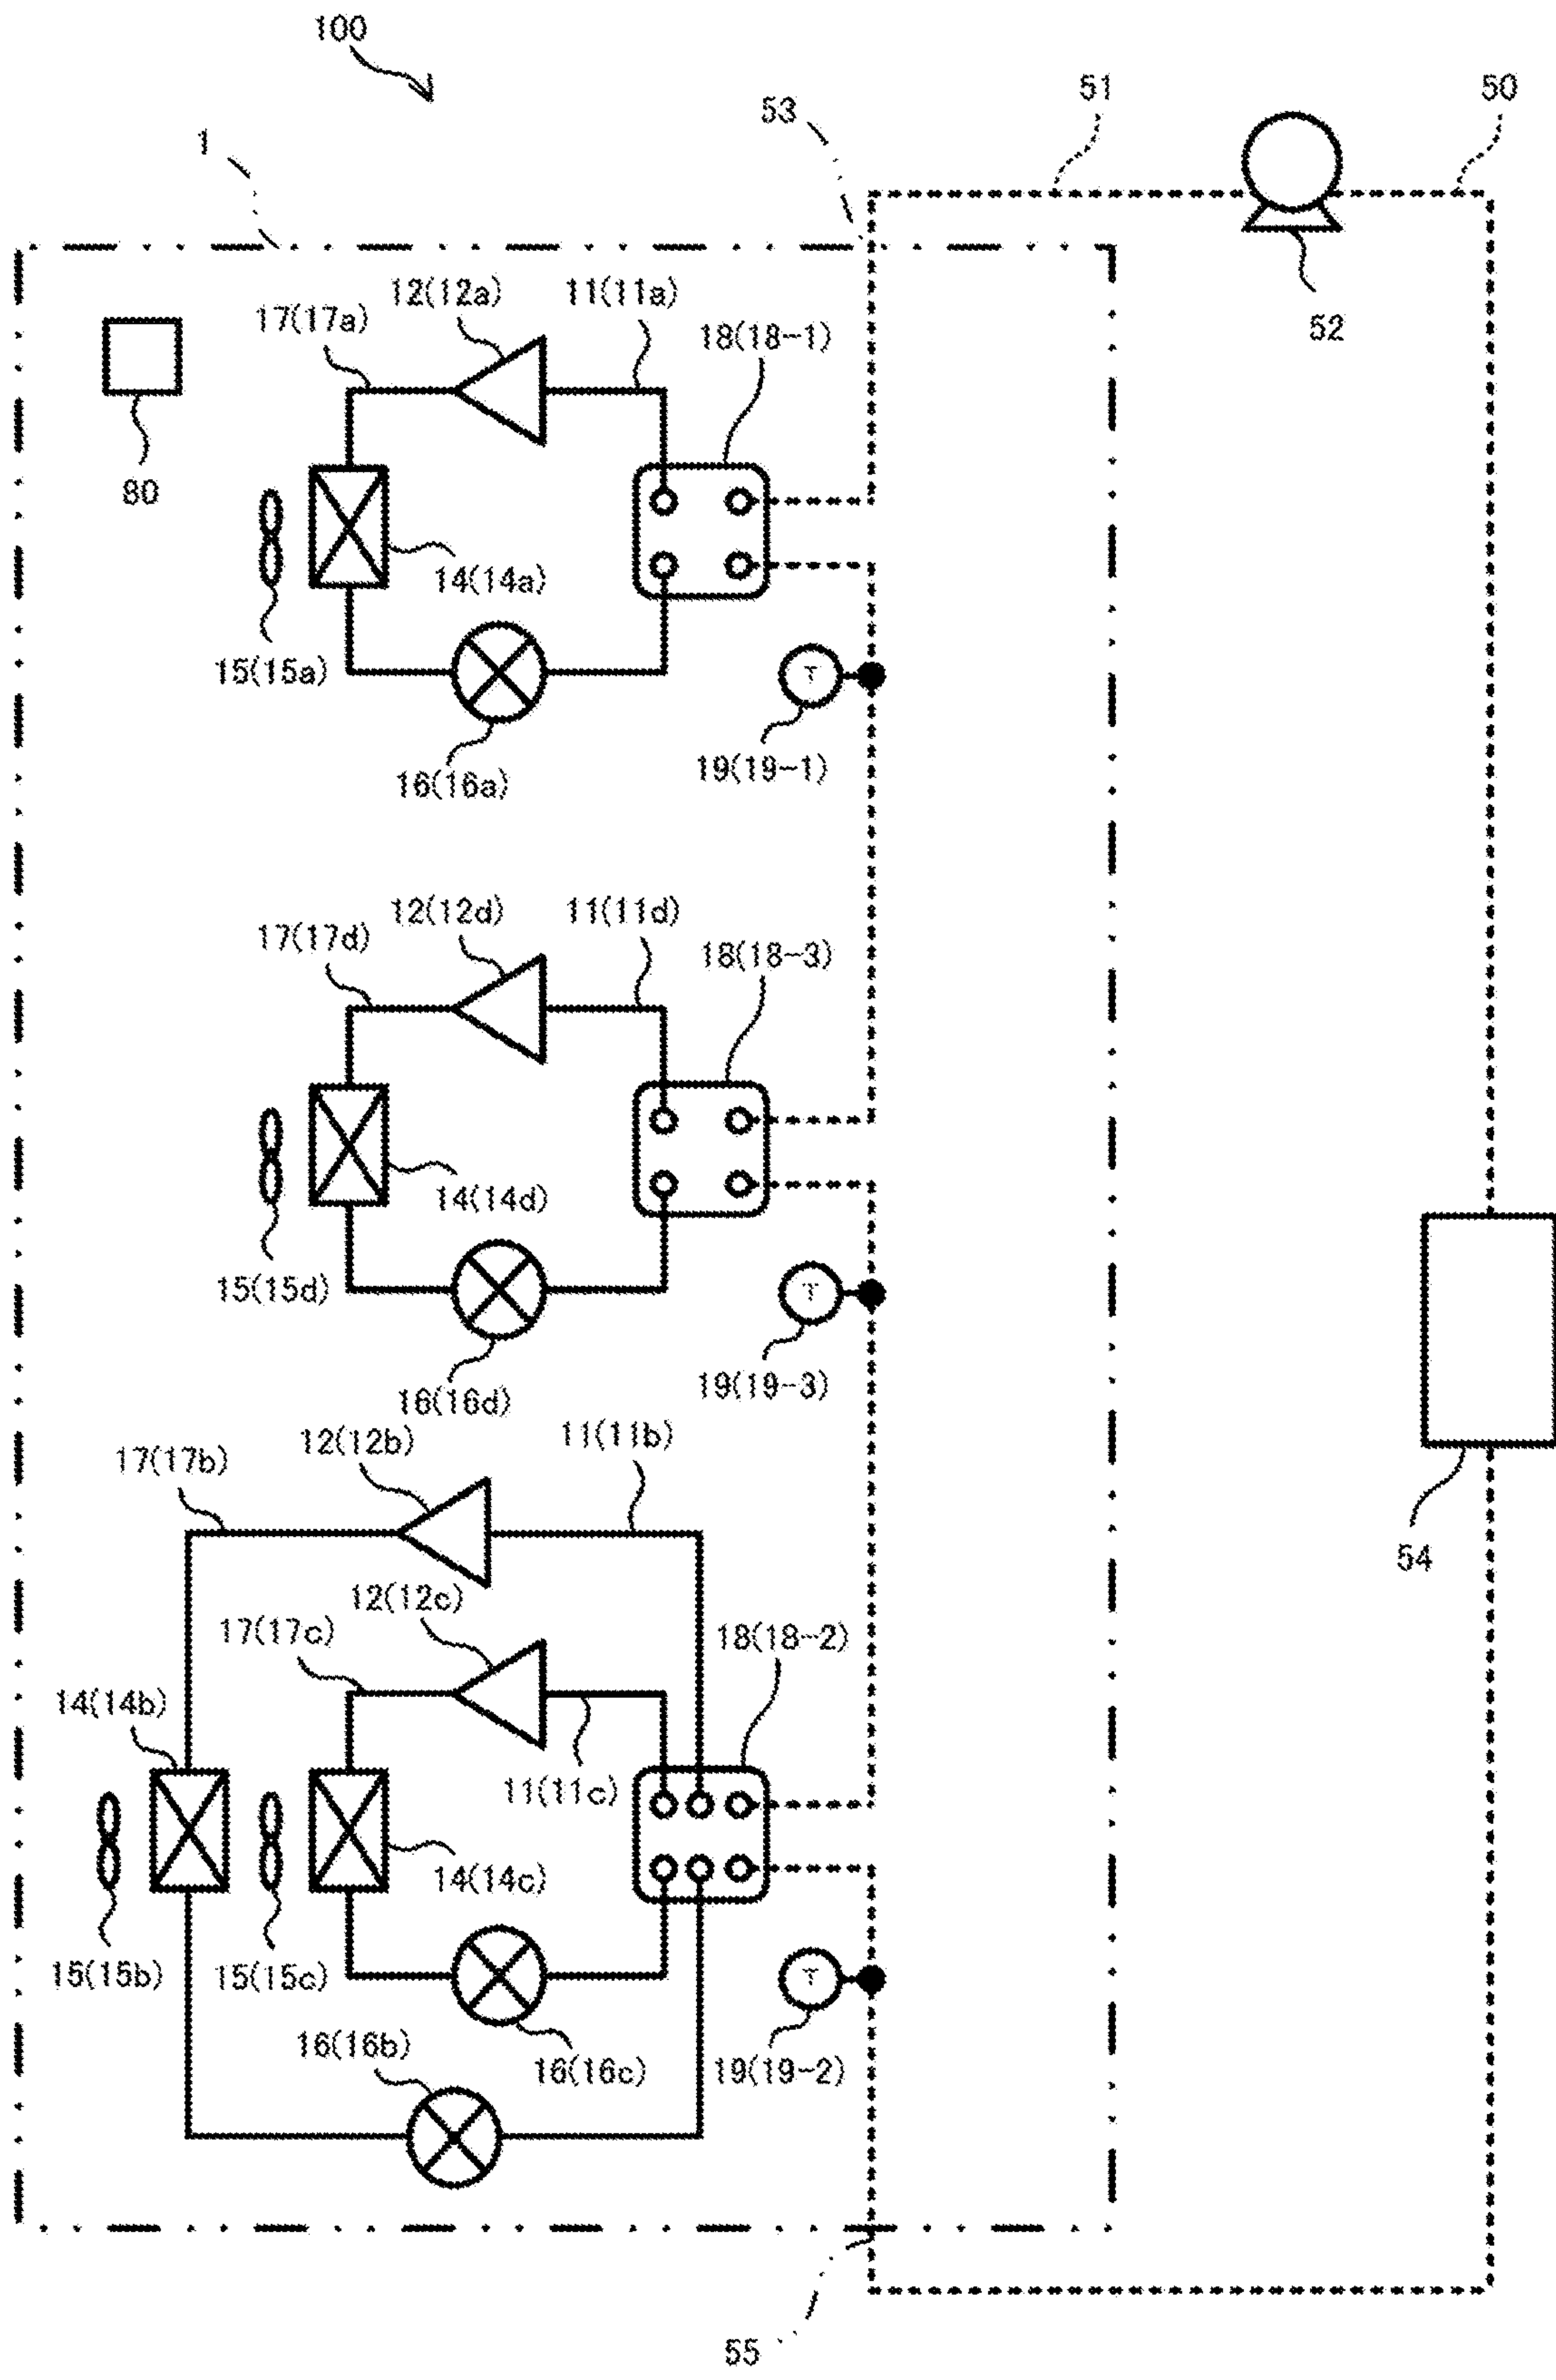 100
51
50
53
1
52
12(12a)
11(11a)
17(17a)
18(18-1)
80
14(14a)
15(15a)
16(16a)
T
19(19-1)
12(12d)
11(11d)
17(17d)
18(18-3)
14(14d)
15(15d)
16(16d)
T
19(19-3)
12(12b)
11(11b)
17(17b)
54
12(12c)
17(17c)
18(18-2)
14(14b)
11(11c)
14(14c)
15(15b)
15(15c)
T
16(16b)
16(16c)
19(19-2)
55